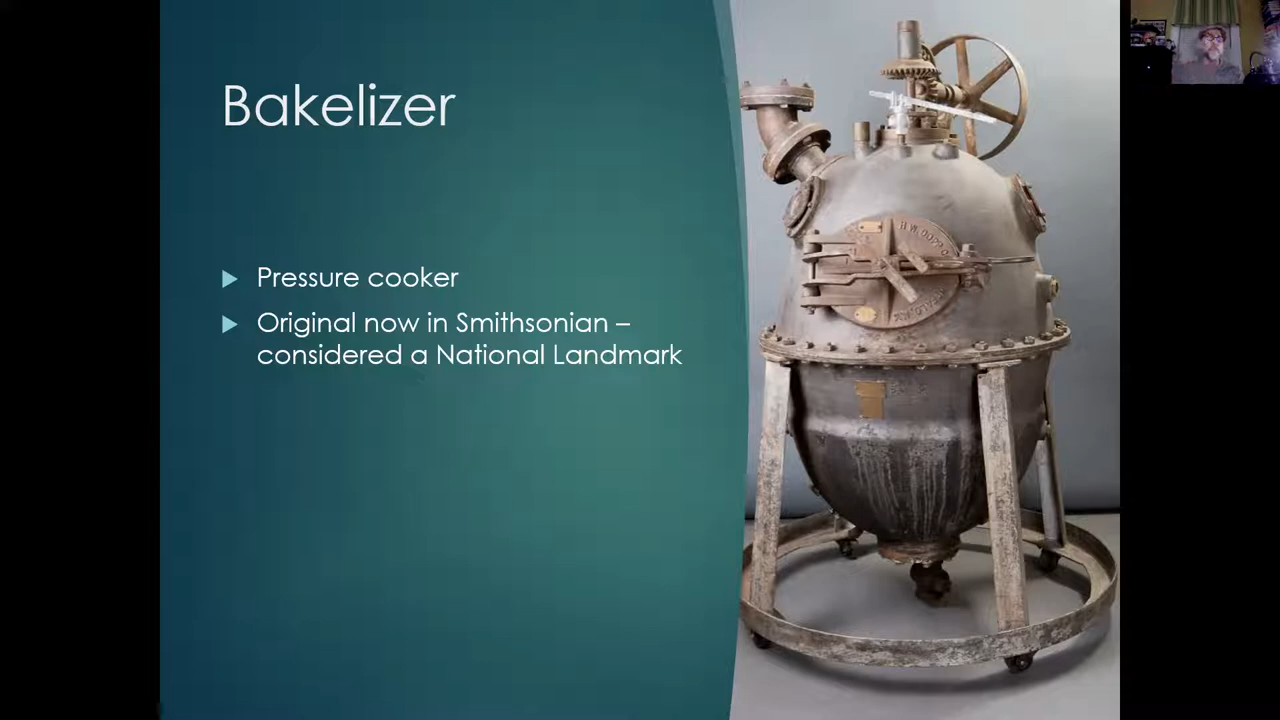 Bakelizer
Pressure cooker
Original now in Smithsonian –
considered a National Landmark